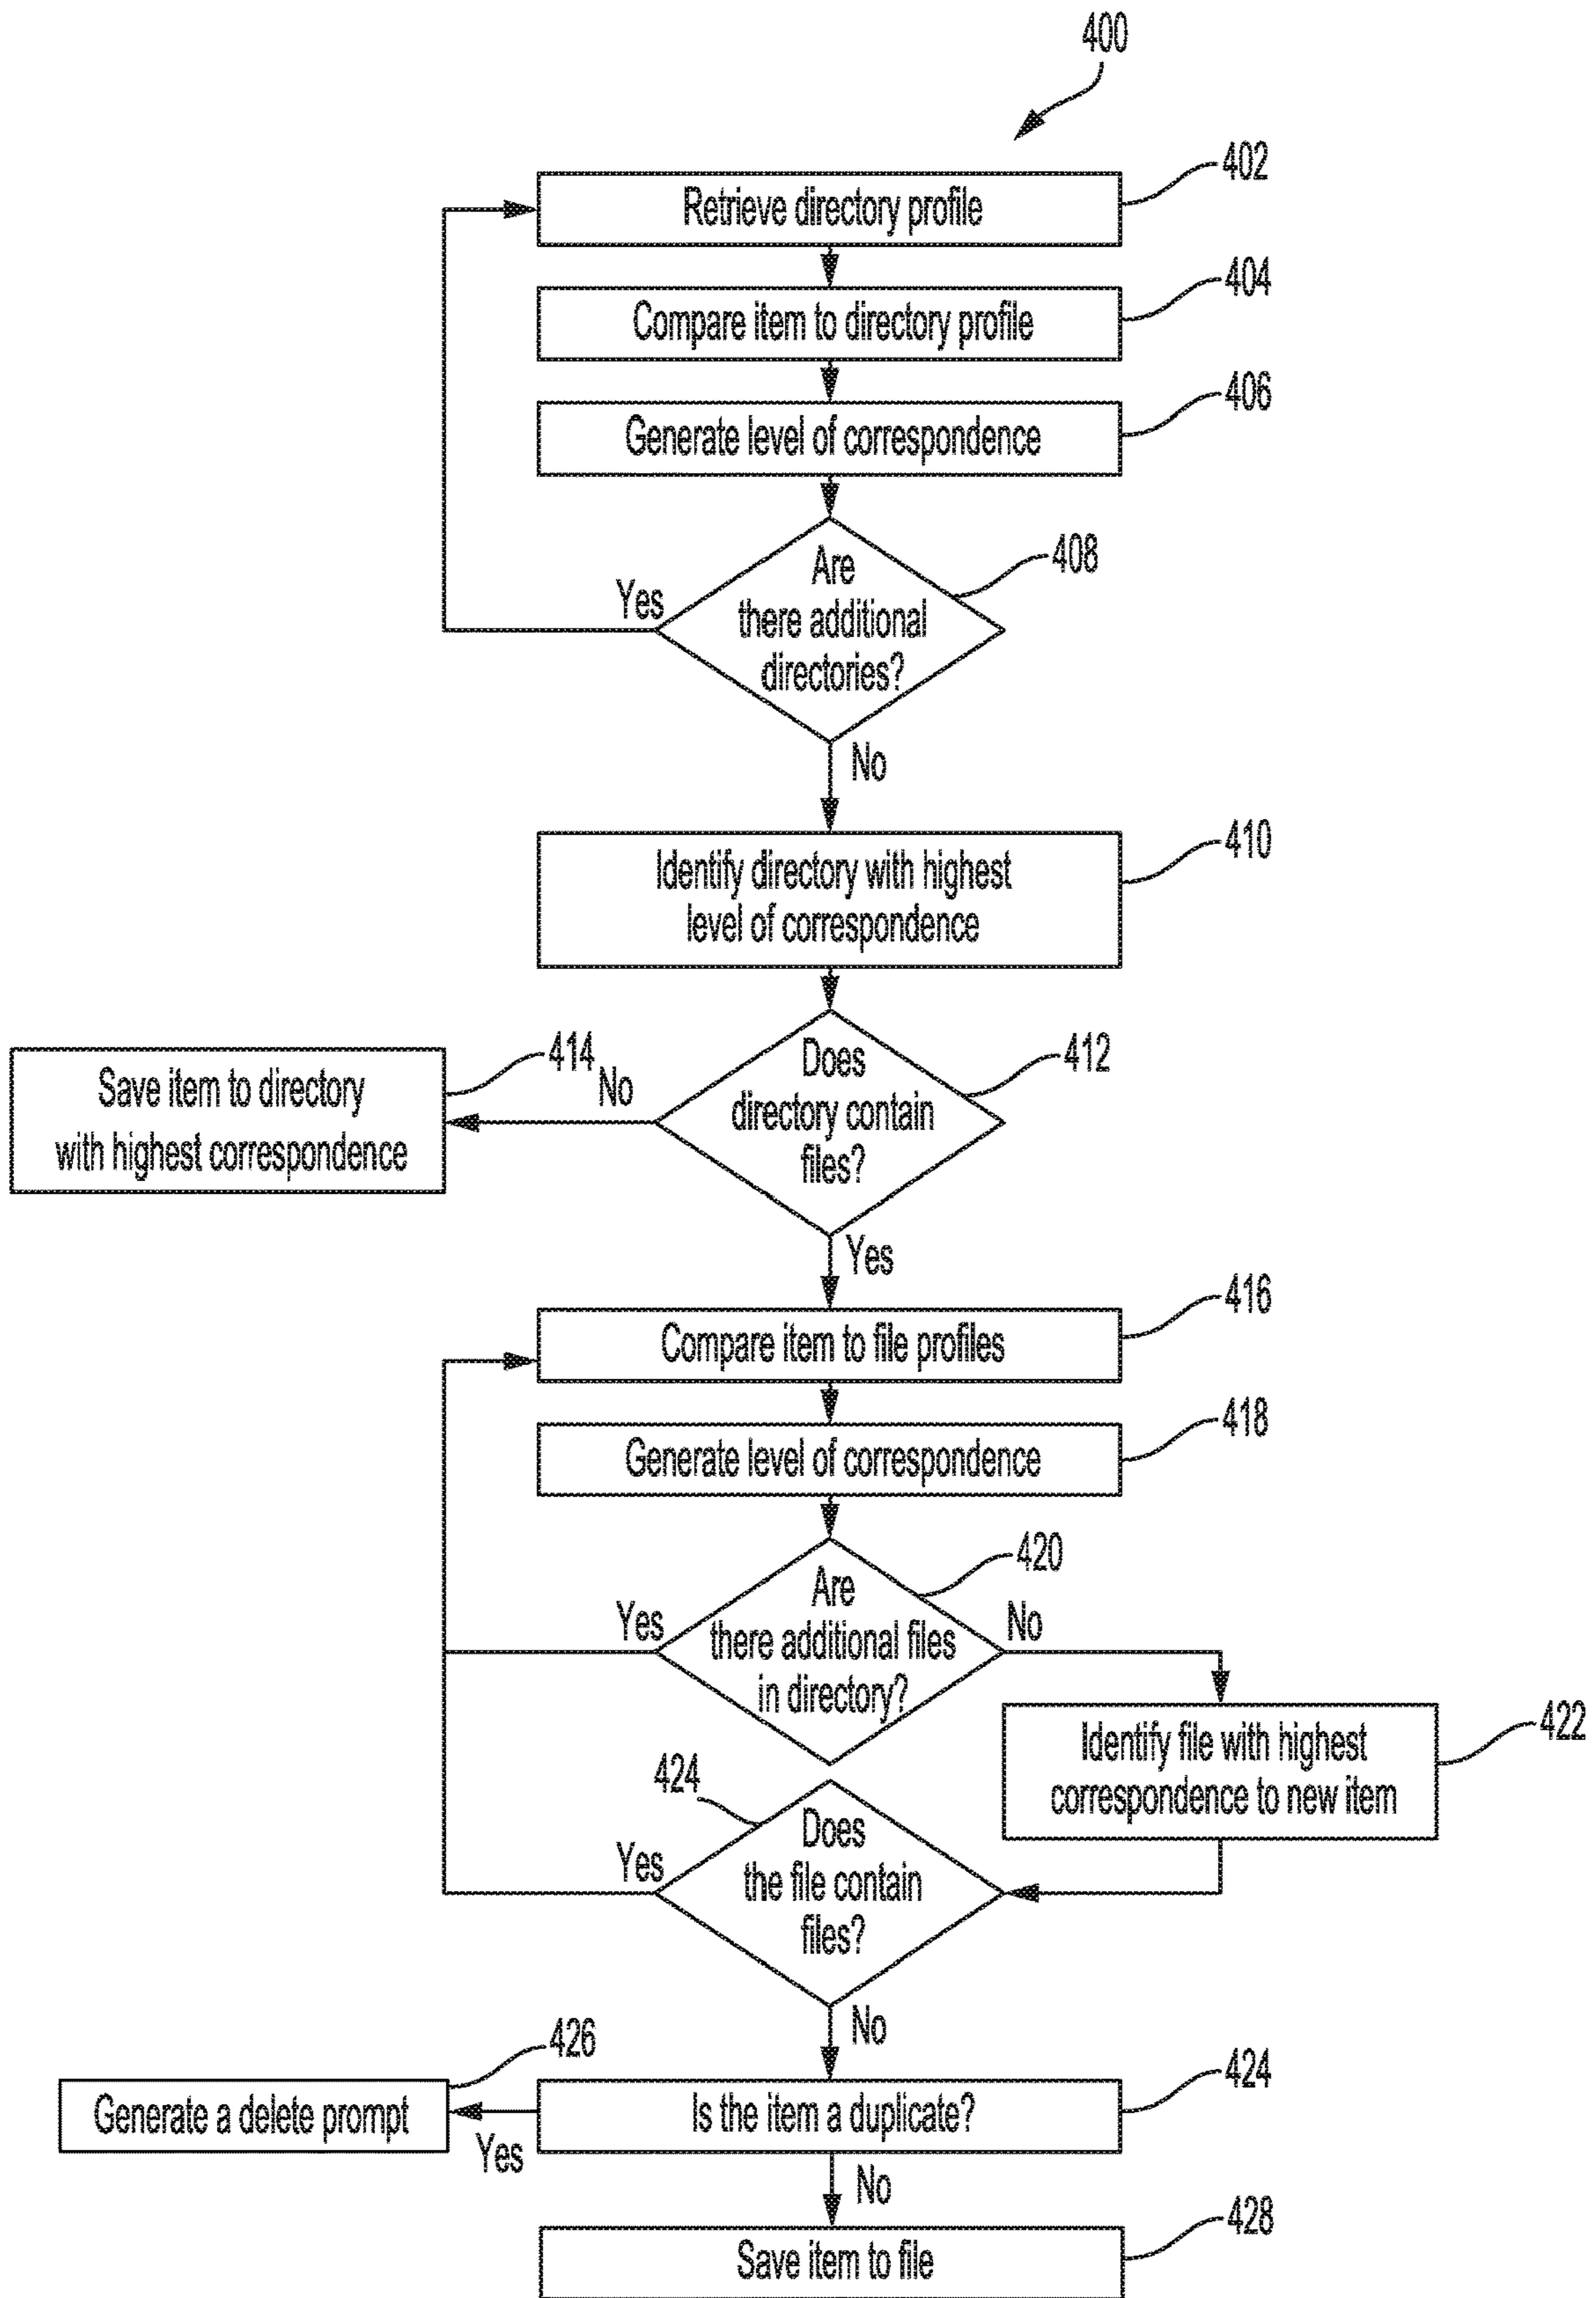 400
402
Retrieve directory profile
404
Compare item to directory profile
406
Generate level of correspondence
408
Are
there additional
directories?
Yes
No
410
Identify directory with highest
level of correspondence
412
Does
directory contain
files?
414
No
Save item to directory
with highest correspondence
Yes
416
Compare item to file profiles
418
Generate level of correspondence
420
Are
there additional files
in directory?
Yes
No
422
Identify file with highest
correspondence to new item
424
Does
the file contain
files?
Yes
No
426
424
Generate a delete prompt
Is the item a duplicate?
Yes
No
428
Save item to file